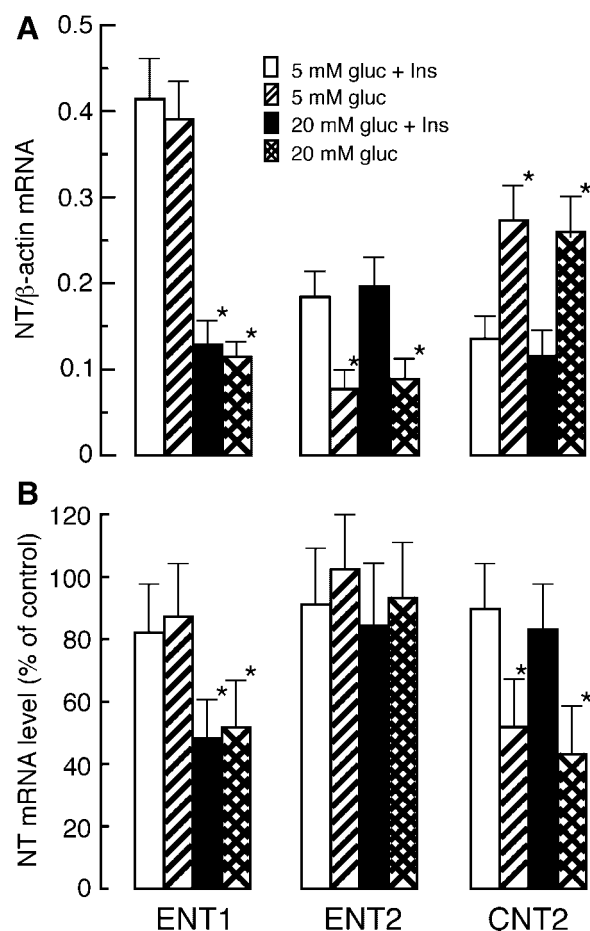 A
0.5
0.4
0.3
0.2
0.1
0
NT/β-actin mRNA
5 mM gluc + Ins
5 mM gluc
20 mM gluc + Ins
20 mM gluc
* * * * * *
B
120
100
80
60
40
20
0
NT mRNA level (% of control)
* * * *
ENT1 ENT2 CNT2